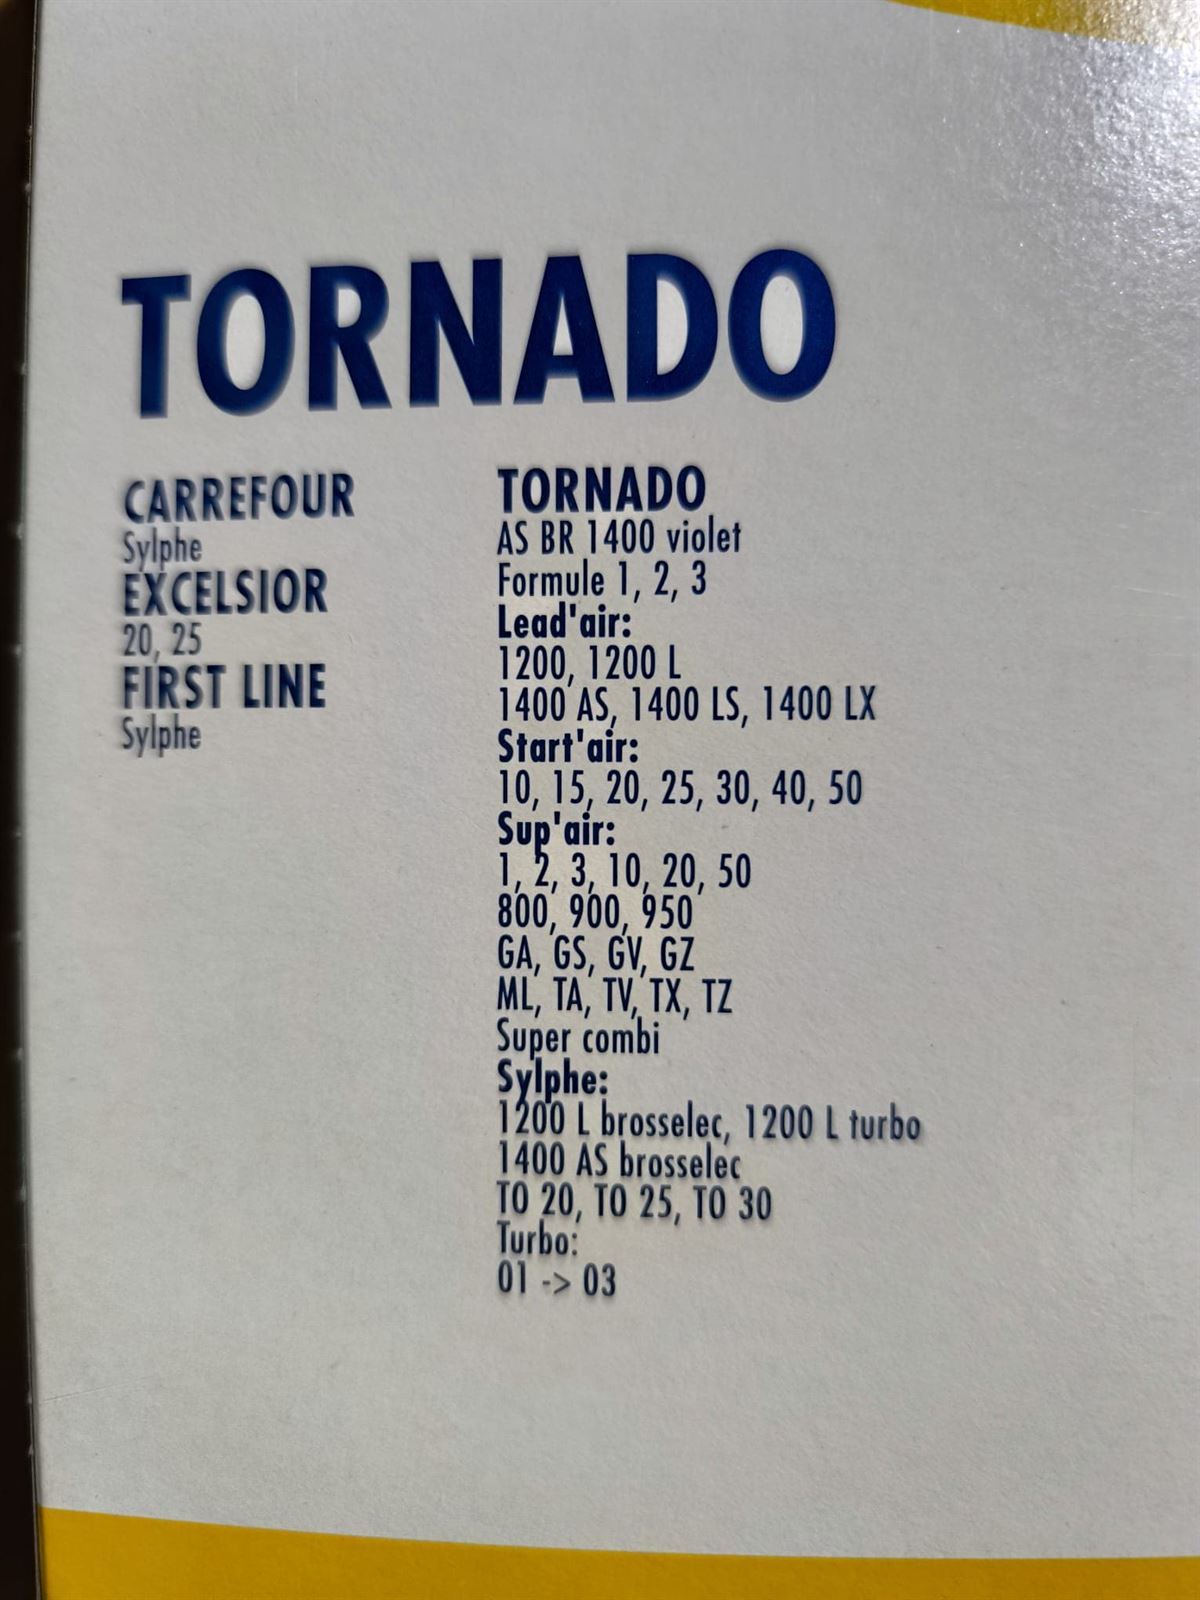 TORNADO
CARREFOUR
Sylphe
EXCELSIOR
20, 25
FIRST LINE
Sylphe
TORNADO
AS BR 1400 violet
Formule 1, 2, 3
Lead'air:
1200, 1200 L
1400 AS, 1400 LS, 1400 LX
Start'air:
10, 15, 20, 25, 30, 40, 50
Sup'air:
1, 2, 3, 10, 20, 50
800, 900, 950
GA, GS, GV, GZ
ML, TA, TV, TX, TZ
Super combi
Sylphe:
1200 L brosselec, 1200 L turbo
1400 AS brosselec
TO 20, TO 25, TO 30
Turbo:
01 -> 03